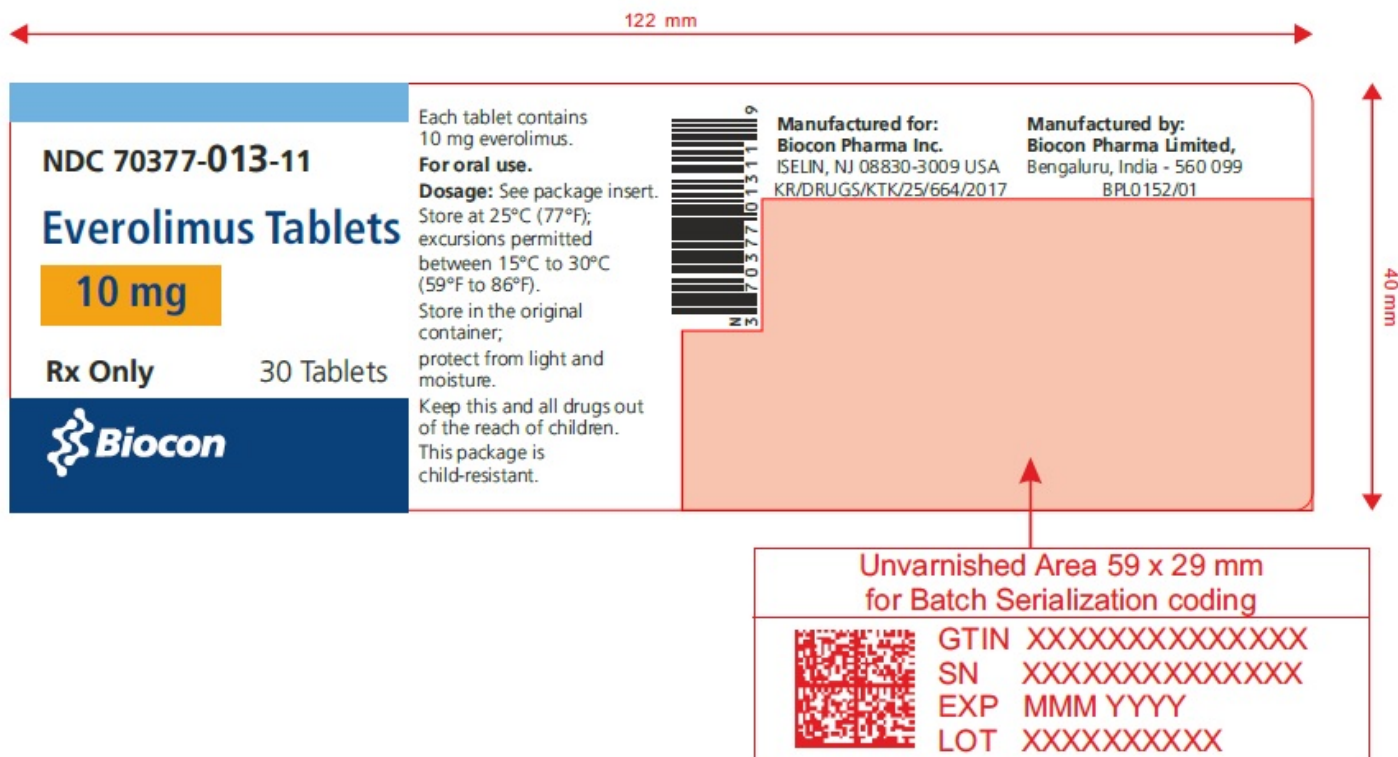 122 mm
NDC 70377-013-11
Everolimus Tablets
10 mg
Rx Only 30 Tablets
Biocon
Each tablet contains
10 mg everolimus.
For oral use.
Dosage: See package insert.
Store at 25°C (77°F);
excursions permitted
between 15°C to 30°C
(59°F to 86°F).
Store in the original
container;
protect from light and
moisture.
Keep this and all drugs out
of the reach of children.
This package is
child-resistant.
N
3 70377 01311 9
Manufactured for:
Biocon Pharma Inc.
ISELIN, NJ 08830-3009 USA
KR/DRUGS/KTK/25/664/2017
Manufactured by:
Biocon Pharma Limited,
Bengaluru, India - 560 099
BPL0152/01
40 mm
Unvarnished Area 59 x 29 mm
for Batch Serialization coding
GTIN XXXXXXXXXXXXXX
SN XXXXXXXXXXXXXX
EXP MMM YYYY
LOT XXXXXXXXXX